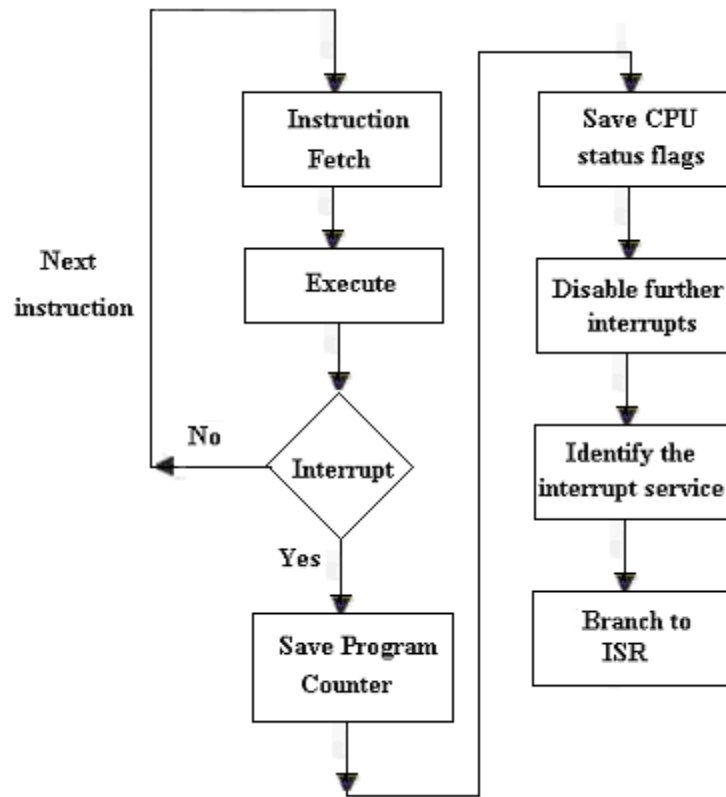 Instruction
Fetch
Execute
Next
instruction
No
Interrupt
Yes
Save Program
Counter
Save CPU
status flags
Disable further
interrupts
Identify the
interrupt service
Branch to
ISR